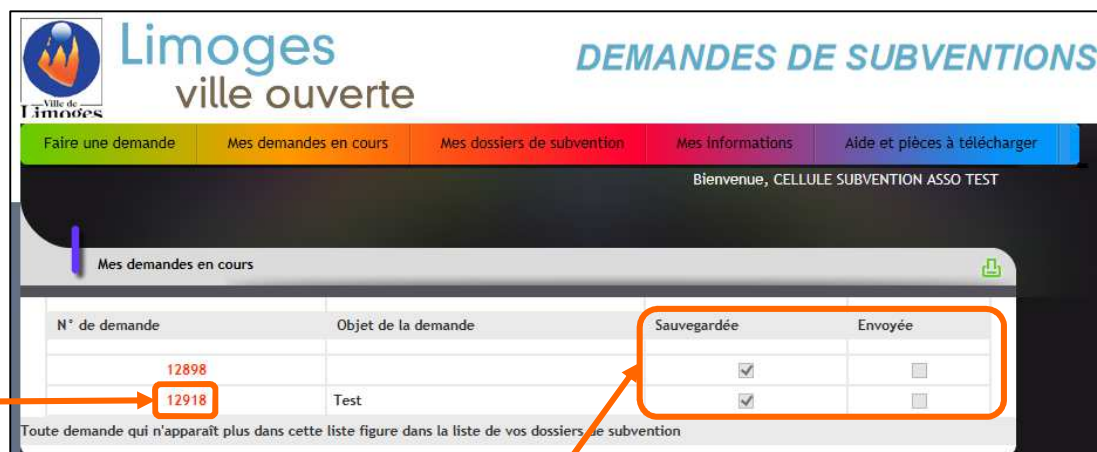 Limoges
ville ouverte
Ville de
Limoges
DEMANDES DE SUBVENTIONS
Faire une demande Mes demandes en cours Mes dossiers de subvention Mes informations Aide et pièces à télécharger
Bienvenue, CELLULE SUBVENTION ASSO TEST
Mes demandes en cours
N° de demande Objet de la demande Sauvegardée Envoyée
12898
12918 Test
Toute demande qui n'apparaît plus dans cette liste figure dans la liste de vos dossiers de subvention